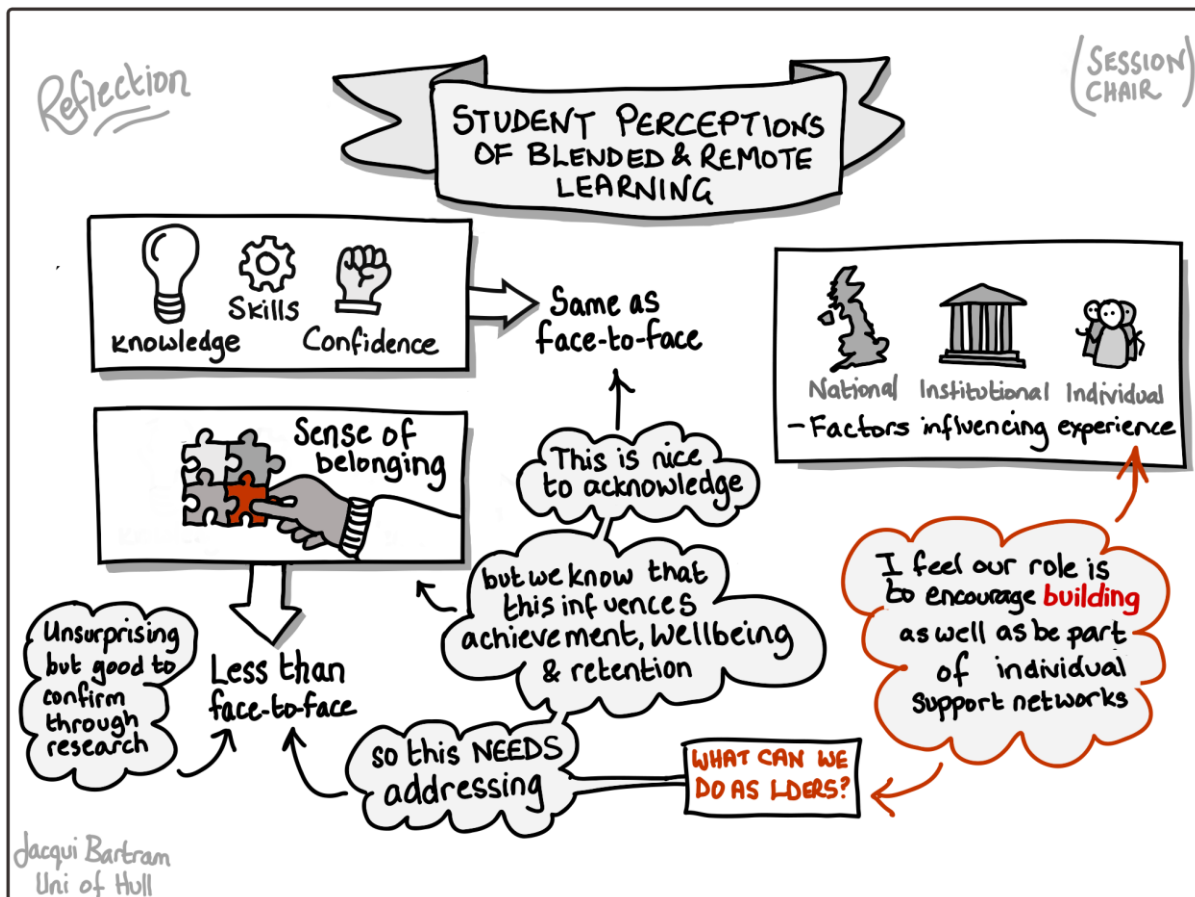 Reflection
(SESSION
CHAIR)
STUDENT PERCEPTIONS
OF BLENDED & REMOTE
LEARNING
Knowledge
Skills
Confidence
Same as
face-to-face
National Institutional Individual
- Factors influencing experience
Sense of
belonging
This is nice
to acknowledge
but we know that
this influences
achievement, wellbeing
& retention
I feel our role is
to encourage building
as well as be part
of individual
support networks
Unsurprising
but good to
confirm
through
research
Less than
face-to-face
so this NEEDS
addressing
WHAT CAN WE
DO AS LDERS?
Jacqui Bartram
Uni of Hull